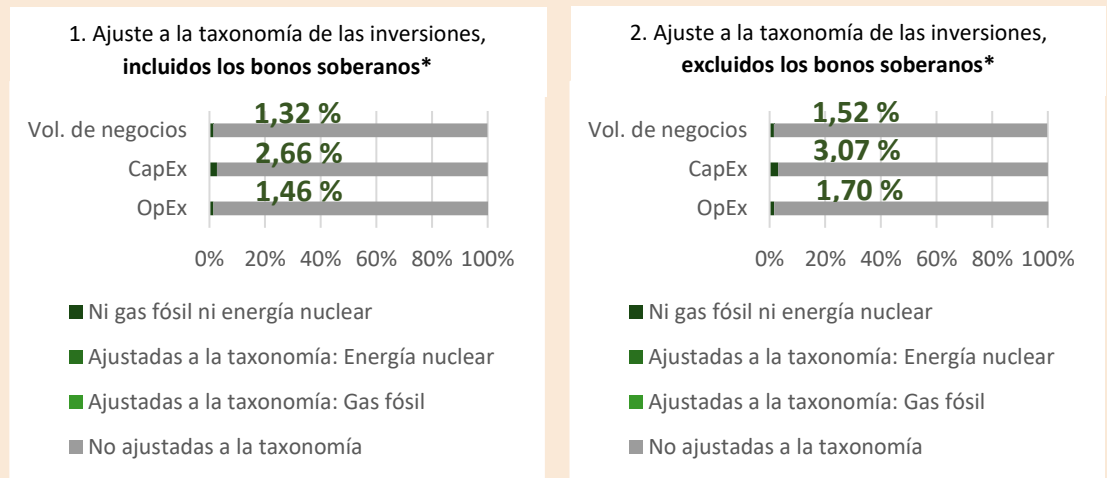 1. Ajuste a la taxonomía de las inversiones,
incluidos los bonos soberanos*
Vol. de negocios
1,32 %
CapEx
2,66 %
OpEx
1,46 %
0% 20% 40% 60% 80% 100%
Ni gas fósil ni energía nuclear
Ajustadas a la taxonomía: Energía nuclear
Ajustadas a la taxonomía: Gas fósil
No ajustadas a la taxonomía
2. Ajuste a la taxonomía de las inversiones,
excluidos los bonos soberanos*
Vol. de negocios
1,52 %
CapEx
3,07 %
OpEx
1,70 %
0% 20% 40% 60% 80% 100%
Ni gas fósil ni energía nuclear
Ajustadas a la taxonomía: Energía nuclear
Ajustadas a la taxonomía: Gas fósil
No ajustadas a la taxonomía